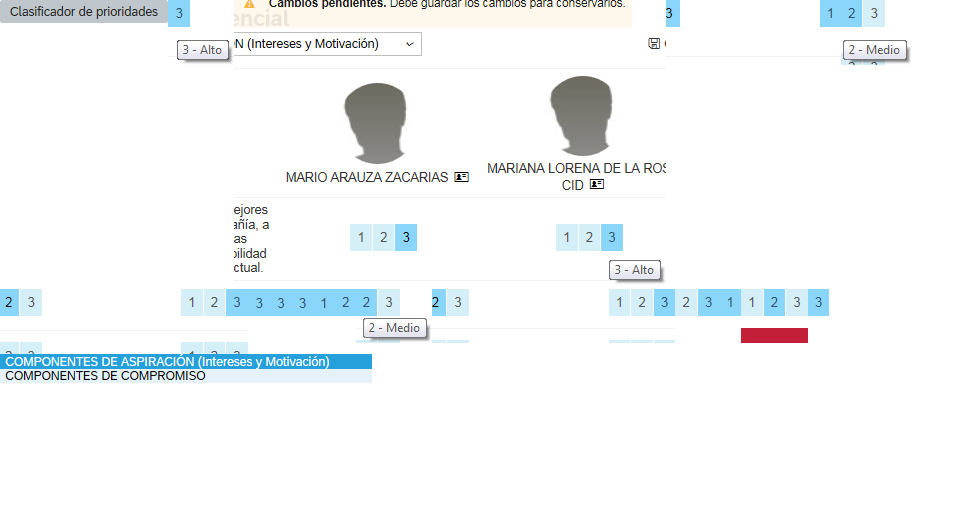 Clasificador de prioridades 3 Cambios pendientes. Debe guardar los cambios para conservarlos. 3 1 2 3
encial
3 - Alto ÓN (Intereses y Motivación) 2 - Medio
MARIO ARAUZA ZACARIAS MARIANA LORENA DE LA ROS
CID
ejores
añía, a
as
bilidad
ctual.
1 2 3 1 2 3
3 - Alto
2 3 1 2 3 3 3 3 1 2 2 3 2 3 1 2 3 2 3 1 1 2 3 3
2 - Medio
COMPONENTES DE ASPIRACIÓN (Intereses y Motivación)
COMPONENTES DE COMPROMISO